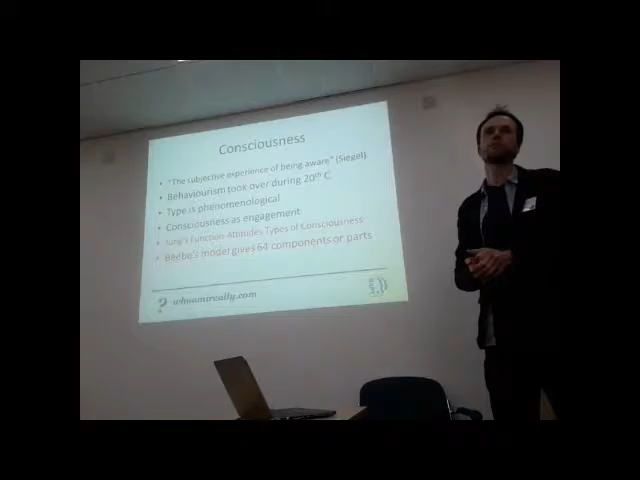 Consciousness
• "The subjective experience of being aware" (Siegel)
• Behaviourism took over during 20th C
• Type is phenomenological
• Consciousness as engagement
• Jung's Function-Attitudes Types of Consciousness
• Beebe's model gives 64 components or parts
? whoamireally.com